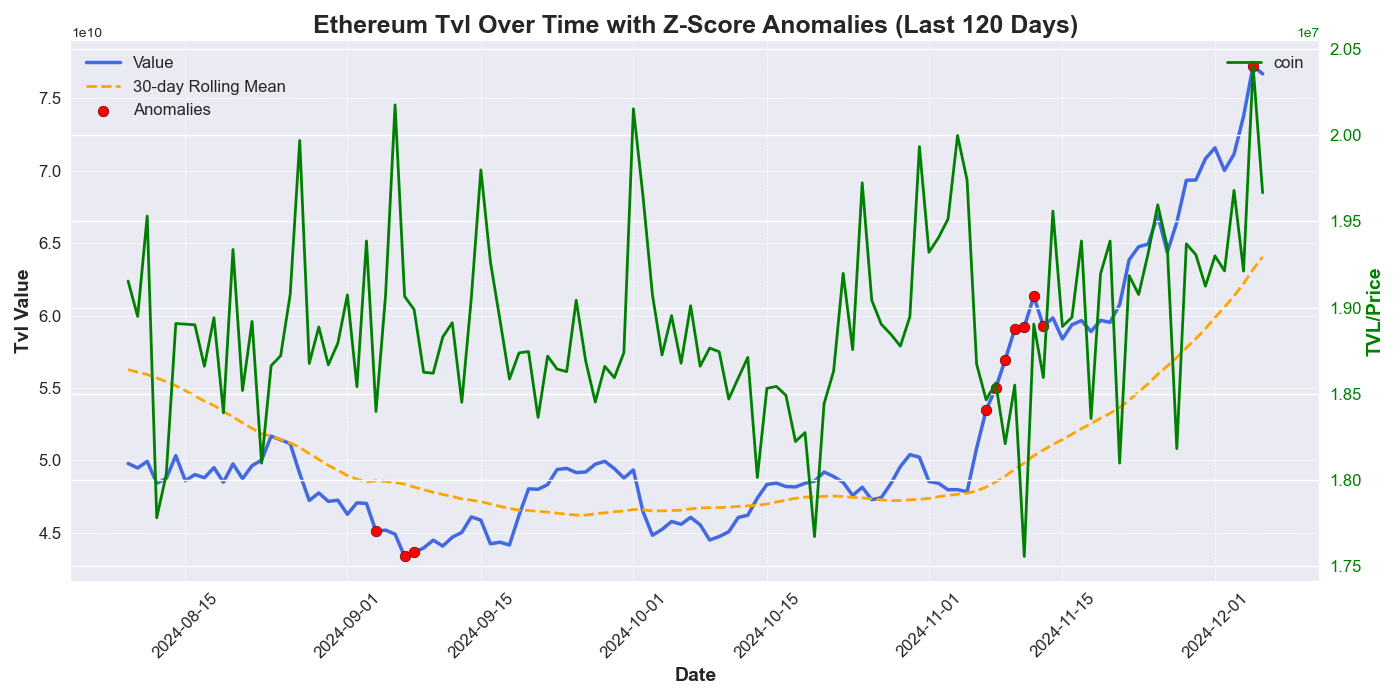 Ethereum Tvl Over Time with Z-Score Anomalies (Last 120 Days)
1e10
1e7
Value
30-day Rolling Mean
Anomalies
coin
Tvl Value
7.5
7.0
6.5
6.0
5.5
5.0
4.5
2.05
2.00
1.95
1.90
1.85
1.80
1.75
TVL/Price
2024-08-15
2024-09-01
2024-09-15
2024-10-01
2024-10-15
2024-11-01
2024-11-15
2024-12-01
Date